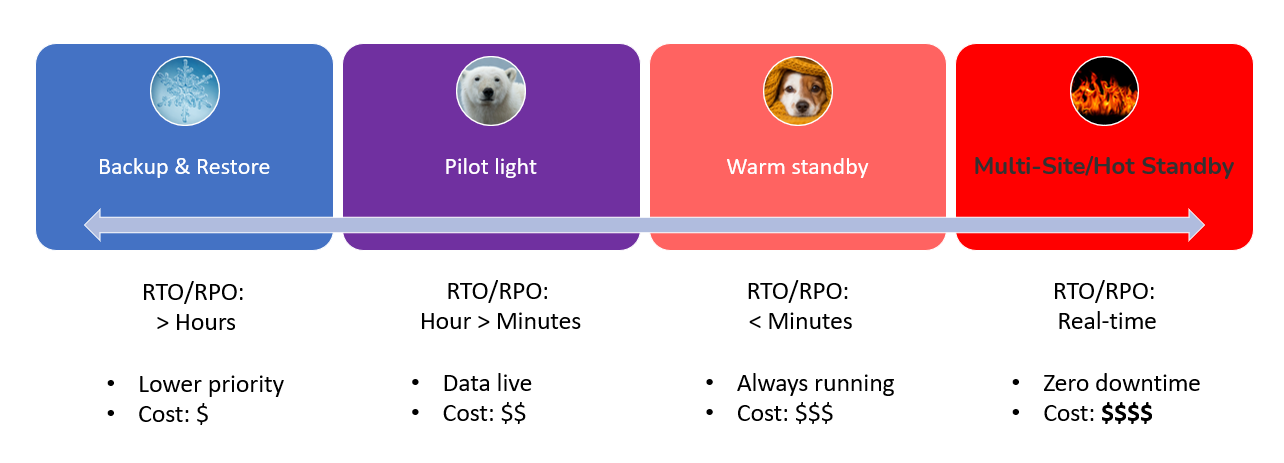 Backup & Restore
Pilot light
Warm standby
Multi-Site/Hot Standby
RTO/RPO:
> Hours
• Lower priority
• Cost: $
RTO/RPO:
Hour > Minutes
• Data live
• Cost: $$
RTO/RPO:
< Minutes
• Always running
• Cost: $$$
RTO/RPO:
Real-time
• Zero downtime
• Cost: $$$$